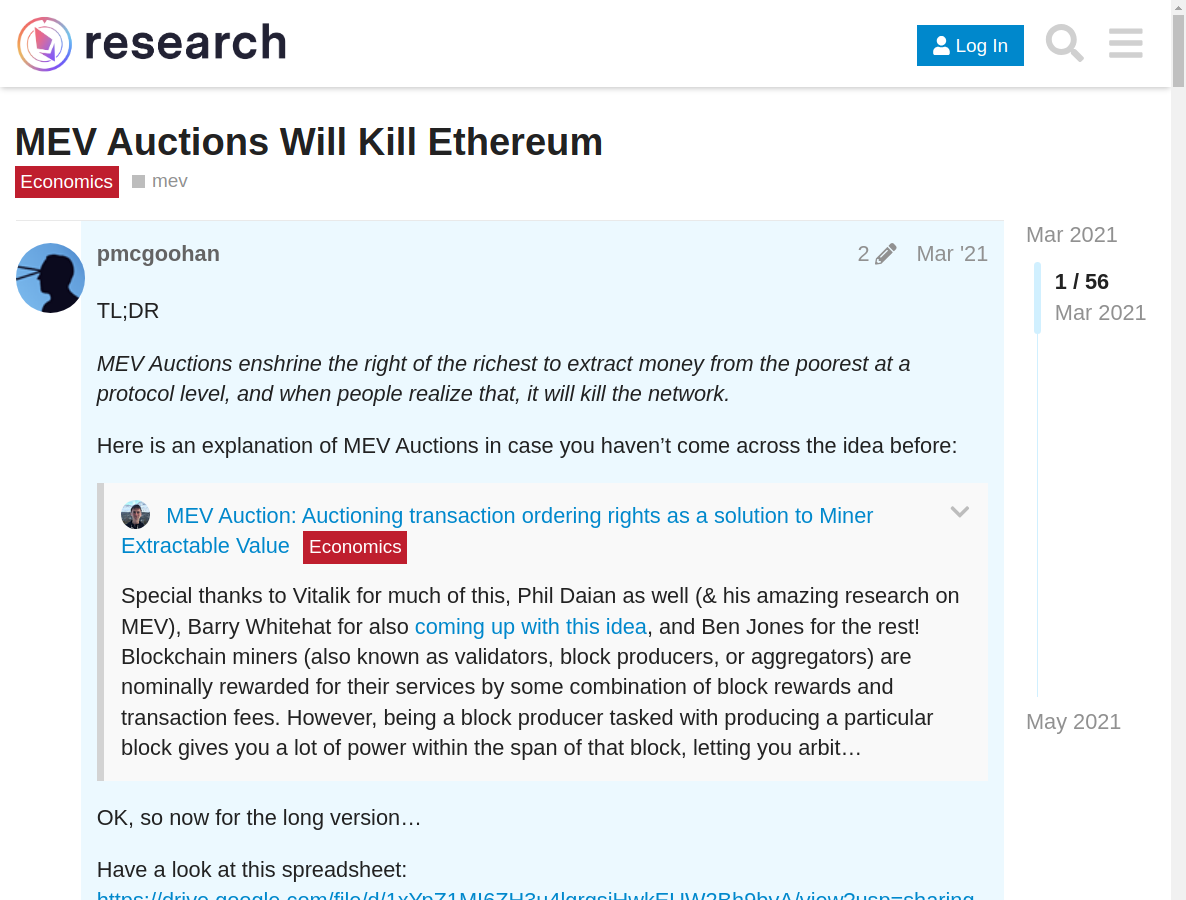 research
Log In
MEV Auctions Will Kill Ethereum
Economics mev
pmcgoohan 2 Mar '21
TL;DR
MEV Auctions enshrine the right of the richest to extract money from the poorest at a
protocol level, and when people realize that, it will kill the network.
Here is an explanation of MEV Auctions in case you haven’t come across the idea before:
MEV Auction: Auctioning transaction ordering rights as a solution to Miner
Extractable Value Economics
Special thanks to Vitalik for much of this, Phil Daian as well (& his amazing research on
MEV), Barry Whitehat for also coming up with this idea, and Ben Jones for the rest!
Blockchain miners (also known as validators, block producers, or aggregators) are
nominally rewarded for their services by some combination of block rewards and
transaction fees. However, being a block producer tasked with producing a particular
block gives you a lot of power within the span of that block, letting you arbit…
OK, so now for the long version…
Have a look at this spreadsheet:
Mar 2021
1 / 56
Mar 2021
May 2021